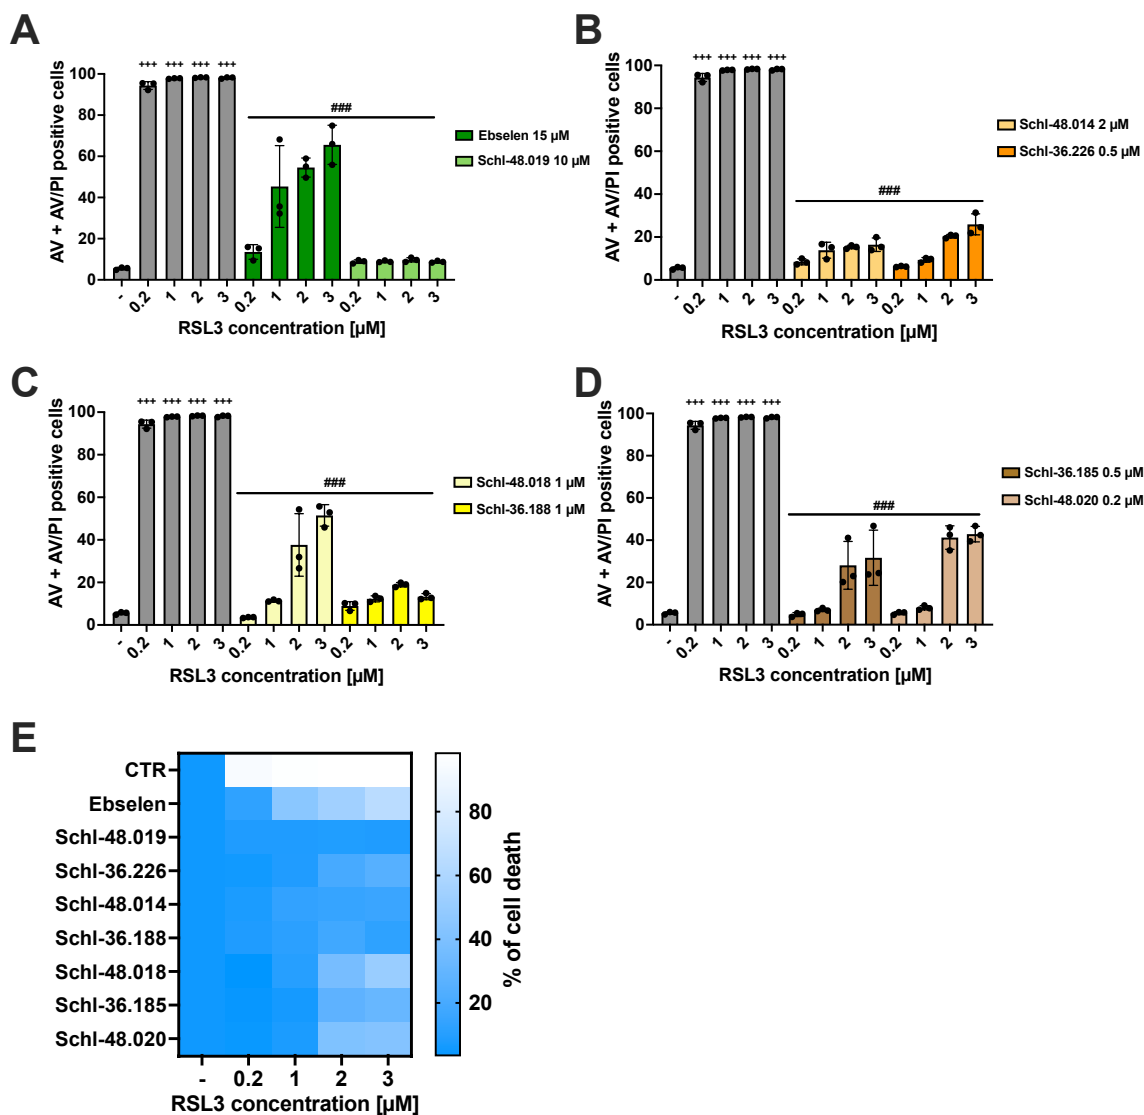 A
AV + AV/PI positive cells
100
80
60
40
20
0
+++ +++ +++ +++
###
- 0.2 1 2 3 0.2 1 2 3 0.2 1 2 3
RSL3 concentration [µM]
Ebselen 15 µM
Schl-48.019 10 µM
B
AV + AV/PI positive cells
100
80
60
40
20
0
+++ +++ +++ +++
###
- 0.2 1 2 3 0.2 1 2 3 0.2 1 2 3
RSL3 concentration [µM]
Schl-48.014 2 µM
Schl-36.226 0.5 µM
C
AV + AV/PI positive cells
100
80
60
40
20
0
+++ +++ +++ +++
###
- 0.2 1 2 3 0.2 1 2 3 0.2 1 2 3
RSL3 concentration [µM]
Schl-48.018 1 µM
Schl-36.188 1 µM
D
AV + AV/PI positive cells
100
80
60
40
20
0
+++ +++ +++ +++
###
- 0.2 1 2 3 0.2 1 2 3 0.2 1 2 3
RSL3 concentration [µM]
Schl-36.185 0.5 µM
Schl-48.020 0.2 µM
E
CTR
Ebselen
Schl-48.019
Schl-36.226
Schl-48.014
Schl-36.188
Schl-48.018
Schl-36.185
Schl-48.020
- 0.2 1 2 3
RSL3 concentration [µM]
80
60
40
20
% of cell death